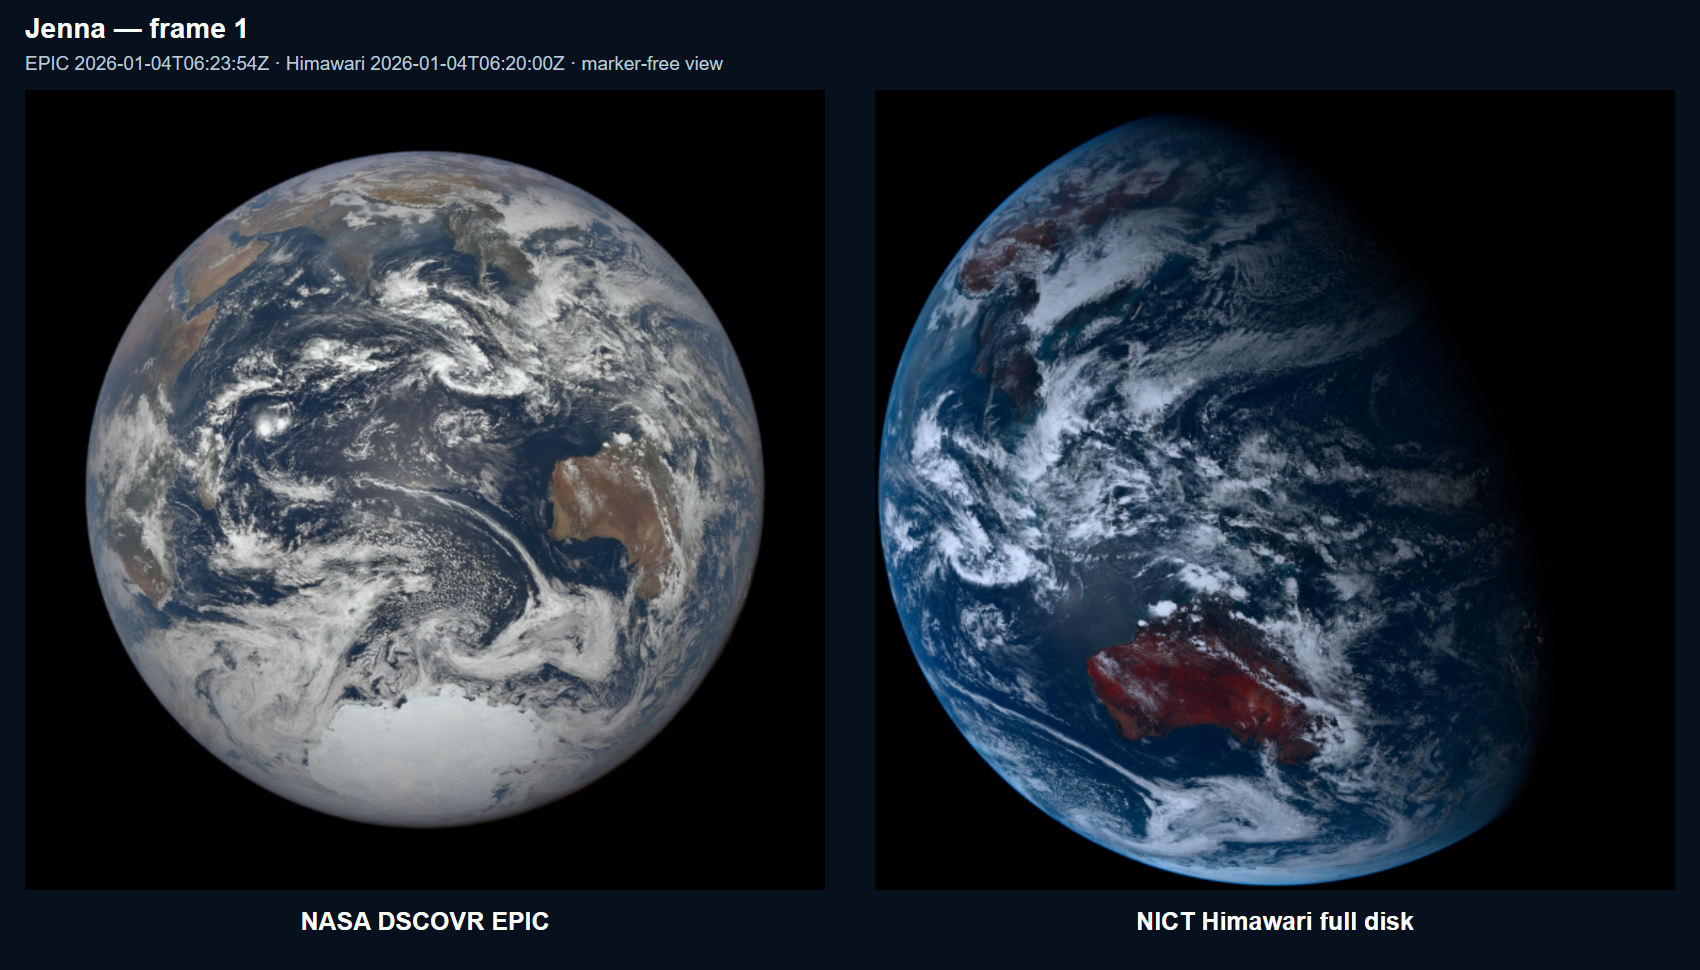 Jenna — frame 1
EPIC 2026-01-04T06:23:54Z · Himawari 2026-01-04T06:20:00Z · marker-free view
NASA DSCOVR EPIC
NICT Himawari full disk